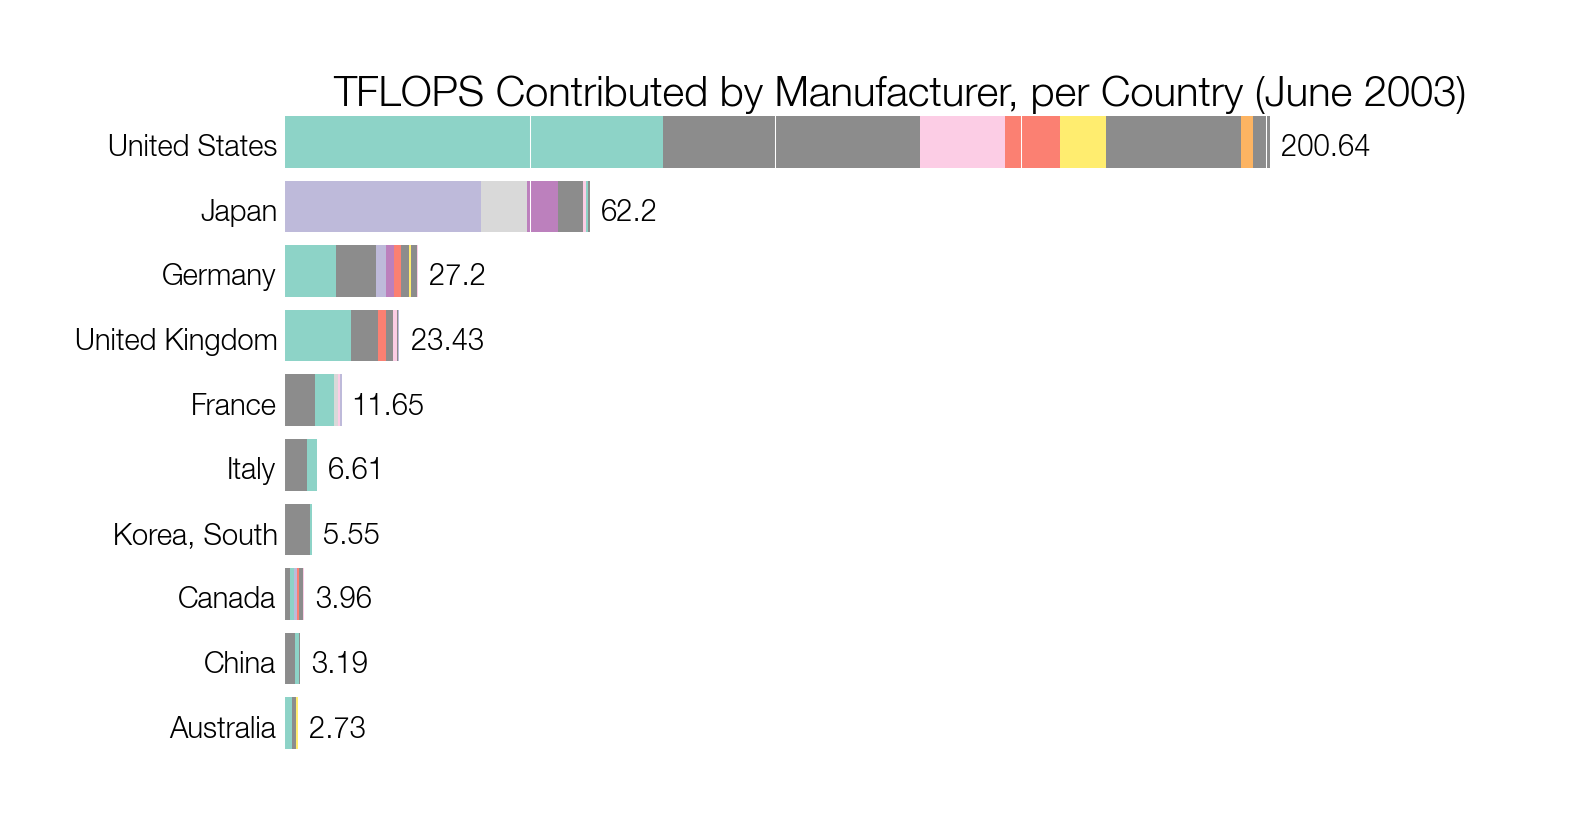 TFLOPS Contributed by Manufacturer, per Country (June 2003)
United States 200.64
Japan 62.2
Germany 27.2
United Kingdom 23.43
France 11.65
Italy 6.61
Korea, South 5.55
Canada 3.96
China 3.19
Australia 2.73